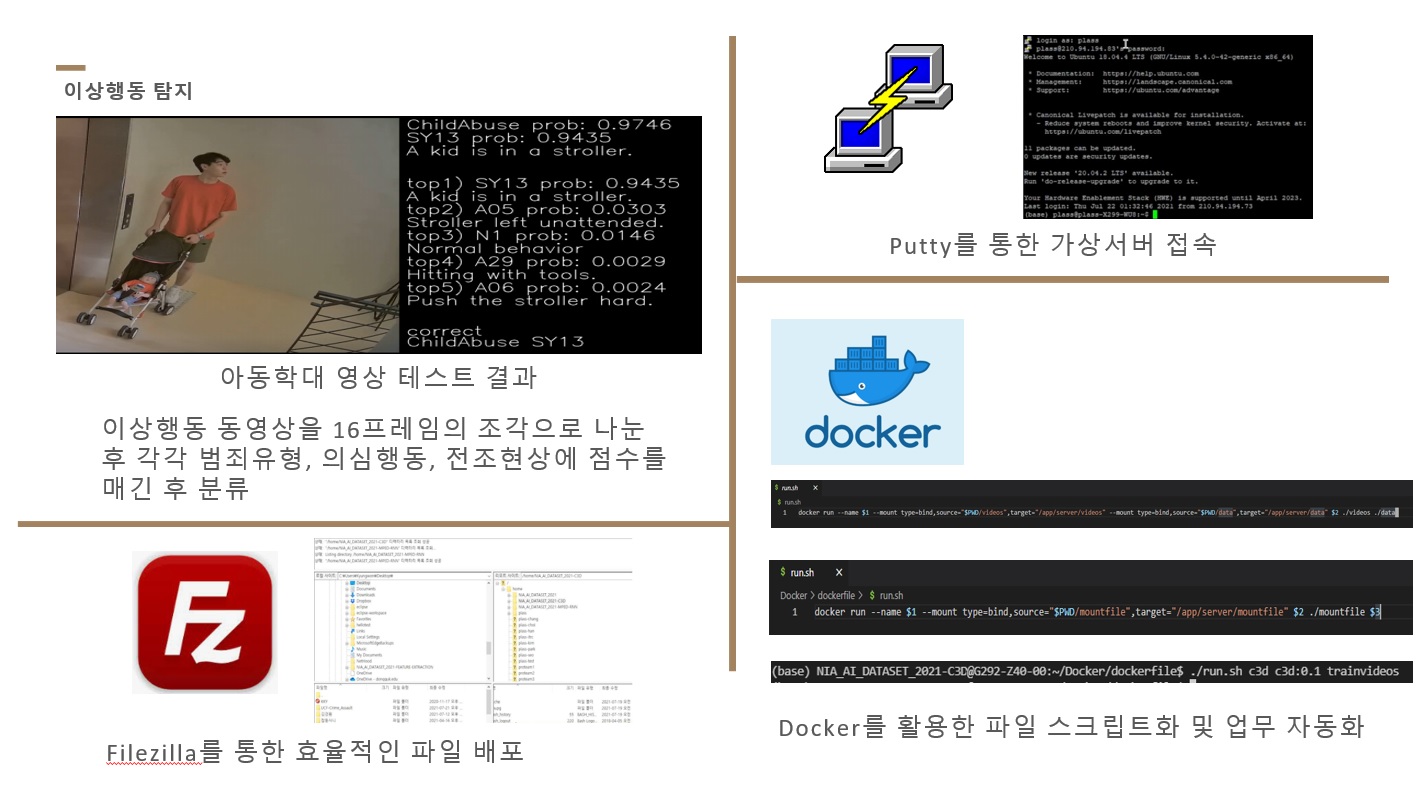 이상행동 탐지
ChildAbuse prob: 0.9746
SY13 prob: 0.9435
A kid is in a stroller.
top1) SY13 prob: 0.9435
A kid is in a stroller.
top2) A05 prob: 0.0303
Stroller left unattended.
top3) N1 prob: 0.0146
Normal behavior
top4) A29 prob: 0.0029
Hitting with tools.
top5) A06 prob: 0.0024
Push the stroller hard.
correct
ChildAbuse SY13
아동학대 영상 테스트 결과
이상행동 동영상을 16프레임의 조각으로 나눈
후 각각 범죄유형, 의심행동, 전조현상에 점수를
매긴 후 분류
Fz
Filezilla를 통한 효율적인 파일 배포
login as: plass
plass@210.94.194.83's password:
Welcome to Ubuntu 18.04.4 LTS (GNU/Linux 5.4.0-42-generic x86_64)
* Documentation: https://help.ubuntu.com
* Management: https://landscape.canonical.com
* Support: https://ubuntu.com/advantage
* Canonical Livepatch is available for installation.
- Reduce system reboots and improve kernel security. Activate at:
https://ubuntu.com/livepatch
11 packages can be updated.
0 updates are security updates.
New release '20.04.2 LTS' available.
Run 'do-release-upgrade' to upgrade to it.
Your Hardware Enablement Stack (HWE) is supported until April 2023.
Last login: Thu Jul 22 01:32:46 2021 from 210.94.194.73
(base) plass@plass-X299-WU8:~$
Putty를 통한 가상서버 접속
docker
$ run.sh ×
$ run.sh
1 docker run --name $1 --mount type=bind,source="$PWD/videos",target="/app/server/videos" --mount type=bind,source="$PWD/data",target="/app/server/data" $2 ./videos ./data
$ run.sh ×
Docker > dockerfile > $ run.sh
1 docker run --name $1 --mount type=bind,source="$PWD/mountfile",target="/app/server/mountfile" $2 ./mountfile $3
(base) NIA_AI_DATASET_2021-C3D@G292-Z40-00:~/Docker/dockerfile$ ./run.sh c3d c3d:0.1 trainvideos
Docker를 활용한 파일 스크립트화 및 업무 자동화